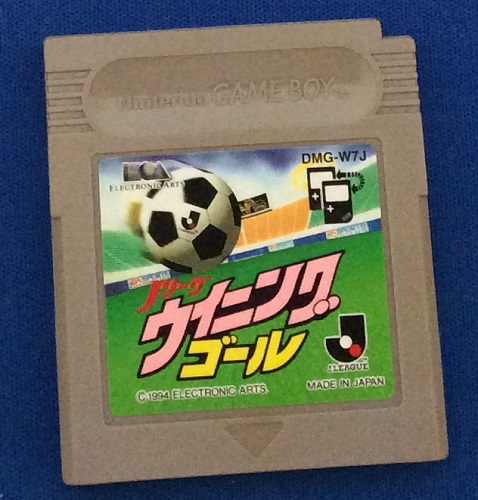 Nintendo GAME BOY TM
DMG-W7J
ELECTRONIC ARTS
Jリーグ
ウイニング
ゴール
J.LEAGUE
© 1994 ELECTRONIC ARTS.
MADE IN JAPAN